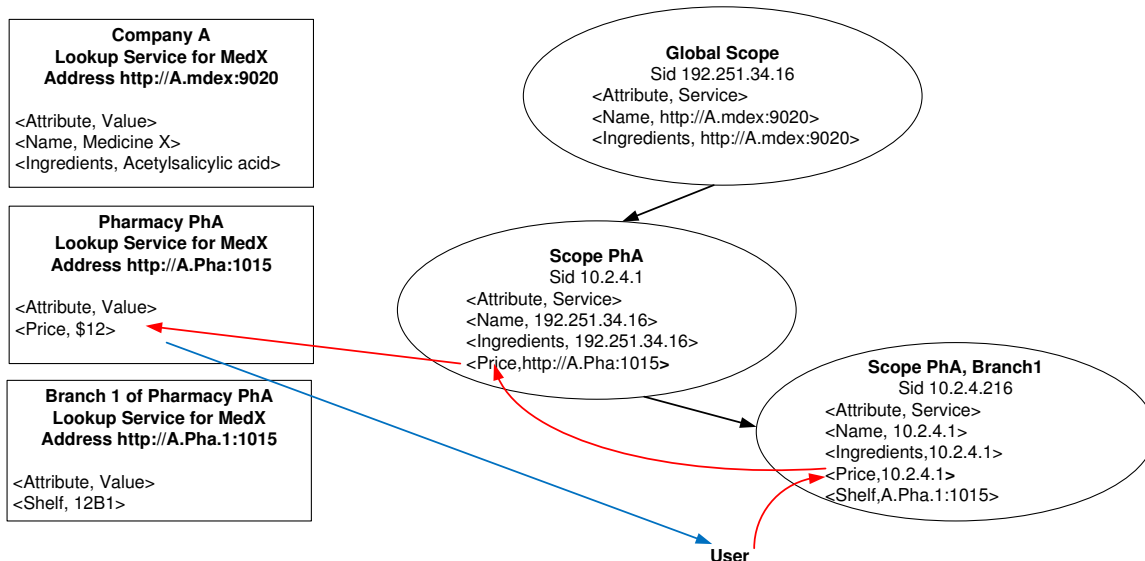 Company A
Lookup Service for MedX
Address http://A.mdex:9020
<Attribute, Value>
<Name, Medicine X>
<Ingredients, Acetylsalicylic acid>
Pharmacy PhA
Lookup Service for MedX
Address http://A.Pha:1015
<Attribute, Value>
<Price, $12>
Branch 1 of Pharmacy PhA
Lookup Service for MedX
Address http://A.Pha.1:1015
<Attribute, Value>
<Shelf, 12B1>
Global Scope
Sid 192.251.34.16
<Attribute, Service>
<Name, http://A.mdex:9020>
<Ingredients, http://A.mdex:9020>
Scope PhA
Sid 10.2.4.1
<Attribute, Service>
<Name, 192.251.34.16>
<Ingredients, 192.251.34.16>
<Price,http://A.Pha:1015>
Scope PhA, Branch1
Sid 10.2.4.216
<Attribute, Service>
<Name, 10.2.4.1>
<Ingredients,10.2.4.1>
<Price,10.2.4.1>
<Shelf,A.Pha.1:1015>
User